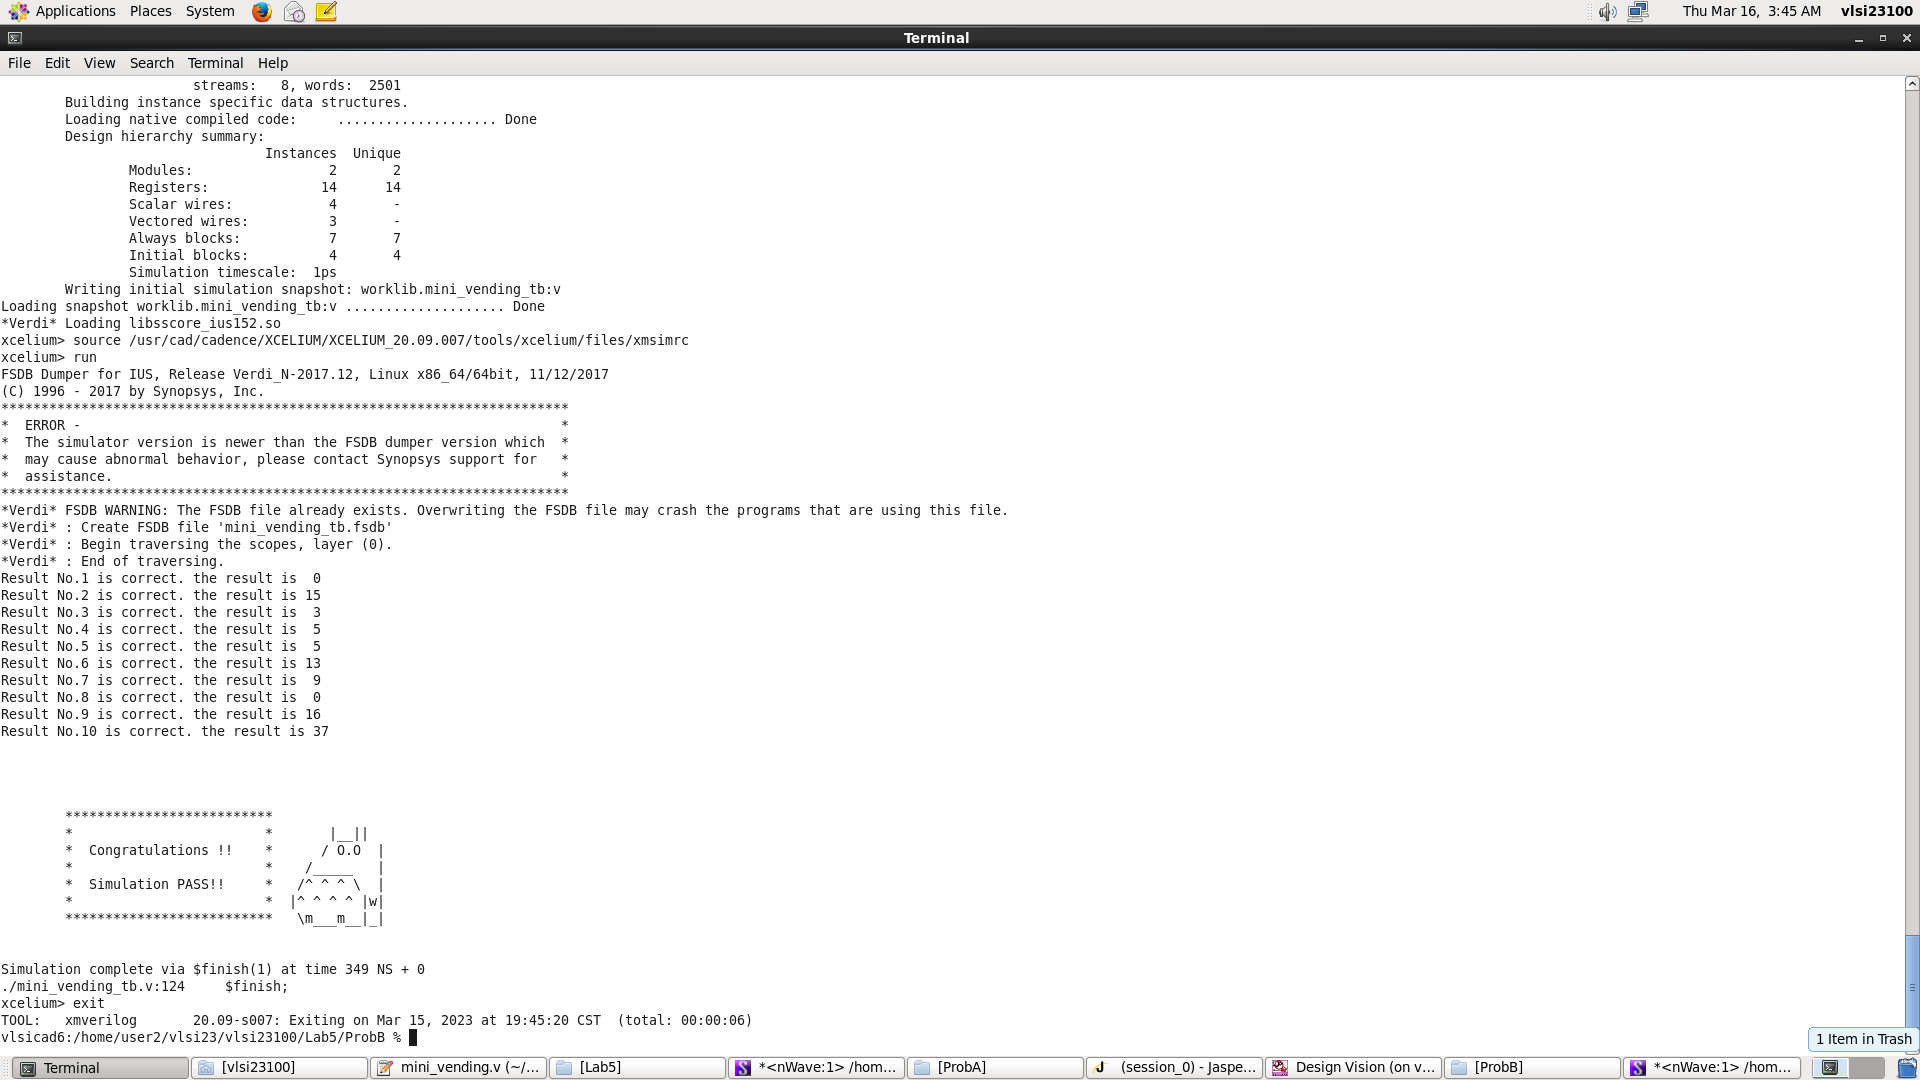 Applications Places System Thu Mar 16, 3:45 AM vlsi23100
Terminal
File Edit View Search Terminal Help
streams: 8, words: 2501
Building instance specific data structures.
Loading native compiled code: .................... Done
Design hierarchy summary:
Instances Unique
Modules: 2 2
Registers: 14 14
Scalar wires: 4 -
Vectored wires: 3 -
Always blocks: 7 7
Initial blocks: 4 4
Simulation timescale: 1ps
Writing initial simulation snapshot: worklib.mini_vending_tb:v
Loading snapshot worklib.mini_vending_tb:v .................... Done
*Verdi* Loading libsscore_ius152.so
xcelium> source /usr/cad/cadence/XCELIUM/XCELIUM_20.09.007/tools/xcelium/files/xmsimrc
xcelium> run
FSDB Dumper for IUS, Release Verdi_N-2017.12, Linux x86_64/64bit, 11/12/2017
(C) 1996 - 2017 by Synopsys, Inc.
***********************************************************************
* ERROR - *
* The simulator version is newer than the FSDB dumper version which *
* may cause abnormal behavior, please contact Synopsys support for *
* assistance. *
***********************************************************************
*Verdi* FSDB WARNING: The FSDB file already exists. Overwriting the FSDB file may crash the programs that are using this file.
*Verdi* : Create FSDB file 'mini_vending_tb.fsdb'
*Verdi* : Begin traversing the scopes, layer (0).
*Verdi* : End of traversing.
Result No.1 is correct. the result is 0
Result No.2 is correct. the result is 15
Result No.3 is correct. the result is 3
Result No.4 is correct. the result is 5
Result No.5 is correct. the result is 5
Result No.6 is correct. the result is 13
Result No.7 is correct. the result is 9
Result No.8 is correct. the result is 0
Result No.9 is correct. the result is 16
Result No.10 is correct. the result is 37
**************************
* * |__||
* Congratulations !! * / O.O |
* * /_____ |
* Simulation PASS!! * /^ ^ ^ \ |
* * |^ ^ ^ ^ |w|
************************** \m___m__|_|
Simulation complete via $finish(1) at time 349 NS + 0
./mini_vending_tb.v:124 $finish;
xcelium> exit
TOOL: xmverilog 20.09-s007: Exiting on Mar 15, 2023 at 19:45:20 CST (total: 00:00:06)
vlsicad6:/home/user2/vlsi23/vlsi23100/Lab5/ProbB %
1 Item in Trash
Terminal [vlsi23100] mini_vending.v (~/... [Lab5] *<nWave:1> /hom... [ProbA] (session_0) - Jaspe... Design Vision (on v... [ProbB] *<nWave:1> /hom...